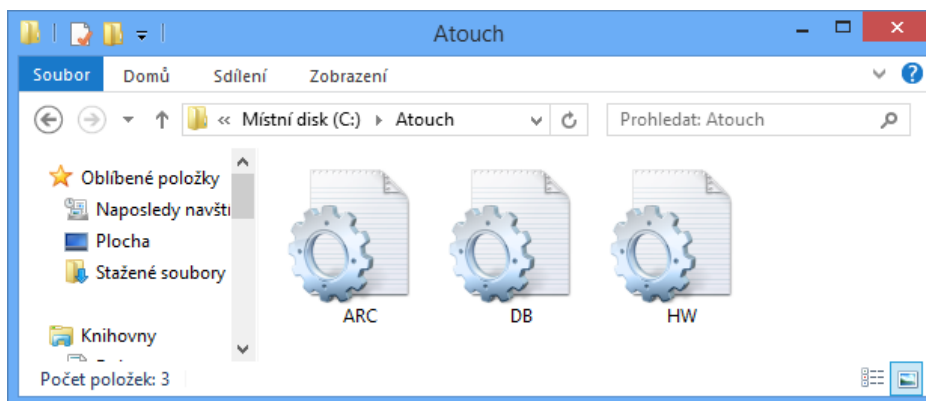 Atouch
Soubor Domů Sdílení Zobrazení
« Místní disk (C:) Atouch Prohledat: Atouch
Oblíbené položky
Naposledy navšti
Plocha
Stažené soubory
Knihovny
ARC DB HW
Počet položek: 3